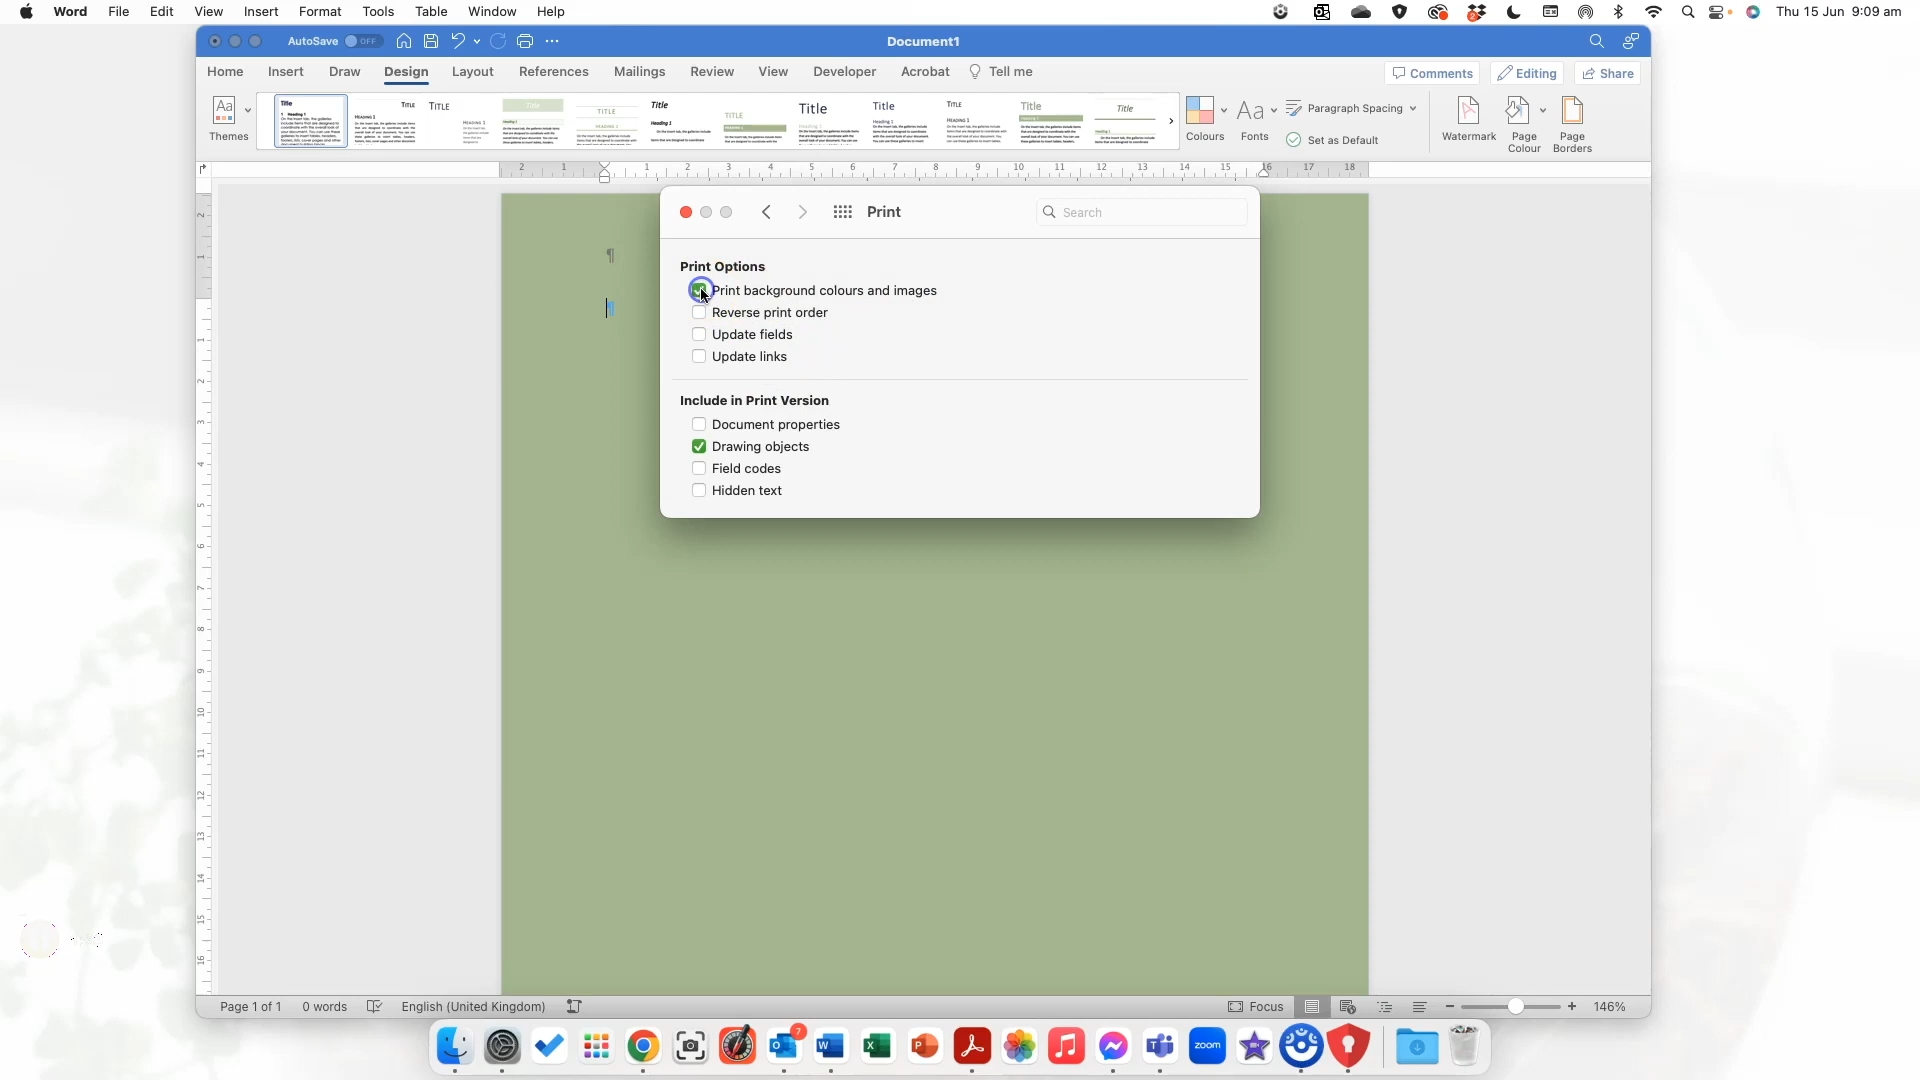 Word File Edit View Insert Format Tools Table Window Help
Thu 15 Jun 9:09 am
AutoSave OFF
Document1
Home Insert Draw Design Layout References Mailings Review View Developer Acrobat Tell me
Comments Editing Share
Themes
Colours
Fonts
Paragraph Spacing
Set as Default
Watermark
Page Colour
Page Borders
Print
Search
Print Options
Print background colours and images
Reverse print order
Update fields
Update links
Include in Print Version
Document properties
Drawing objects
Field codes
Hidden text
Page 1 of 1 0 words English (United Kingdom)
Focus
146%
zoom